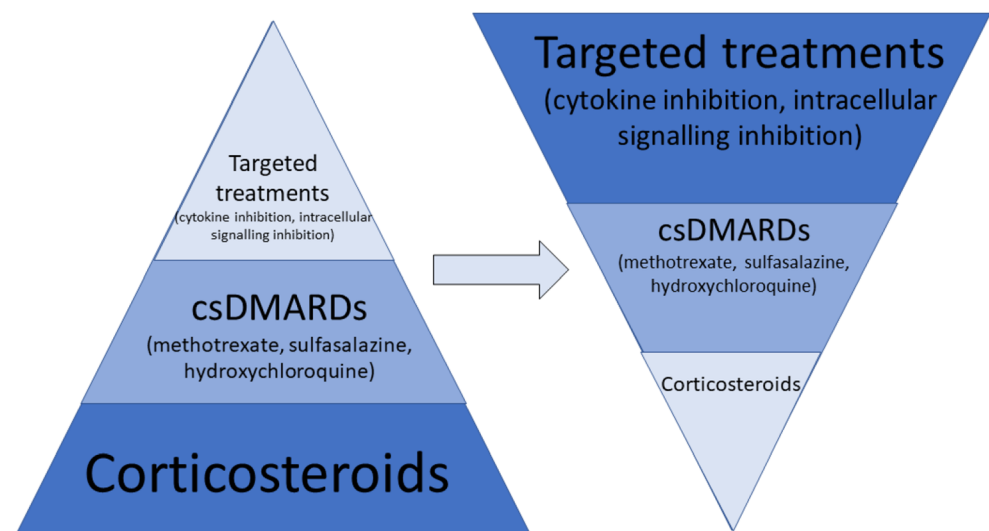 Targeted
treatments
(cytokine inhibition, intracellular
signalling inhibition)
csDMARDs
(methotrexate, sulfasalazine,
hydroxychloroquine)
Corticosteroids
Targeted treatments
(cytokine inhibition, intracellular
signalling inhibition)
csDMARDs
(methotrexate, sulfasalazine,
hydroxychloroquine)
Corticosteroids